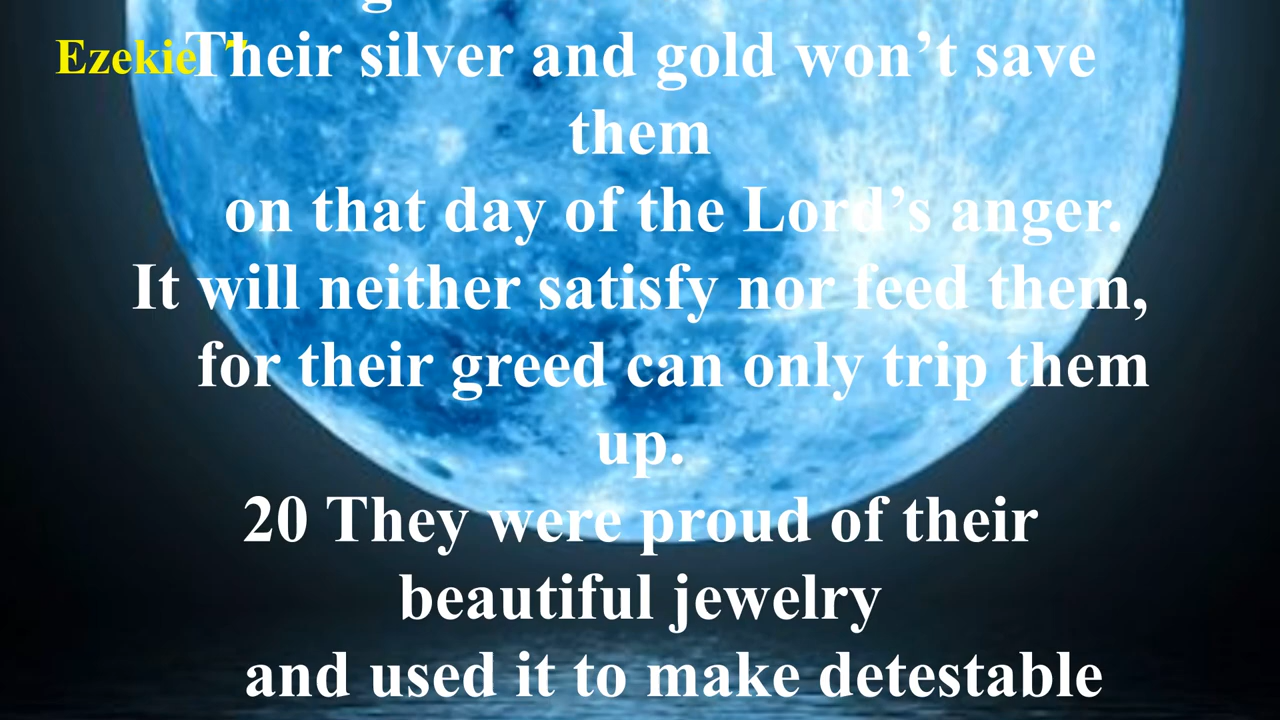 Ezekiel 7
Their silver and gold won’t save
them
on that day of the Lord’s anger.
It will neither satisfy nor feed them,
for their greed can only trip them
up.
20 They were proud of their
beautiful jewelry
and used it to make detestable